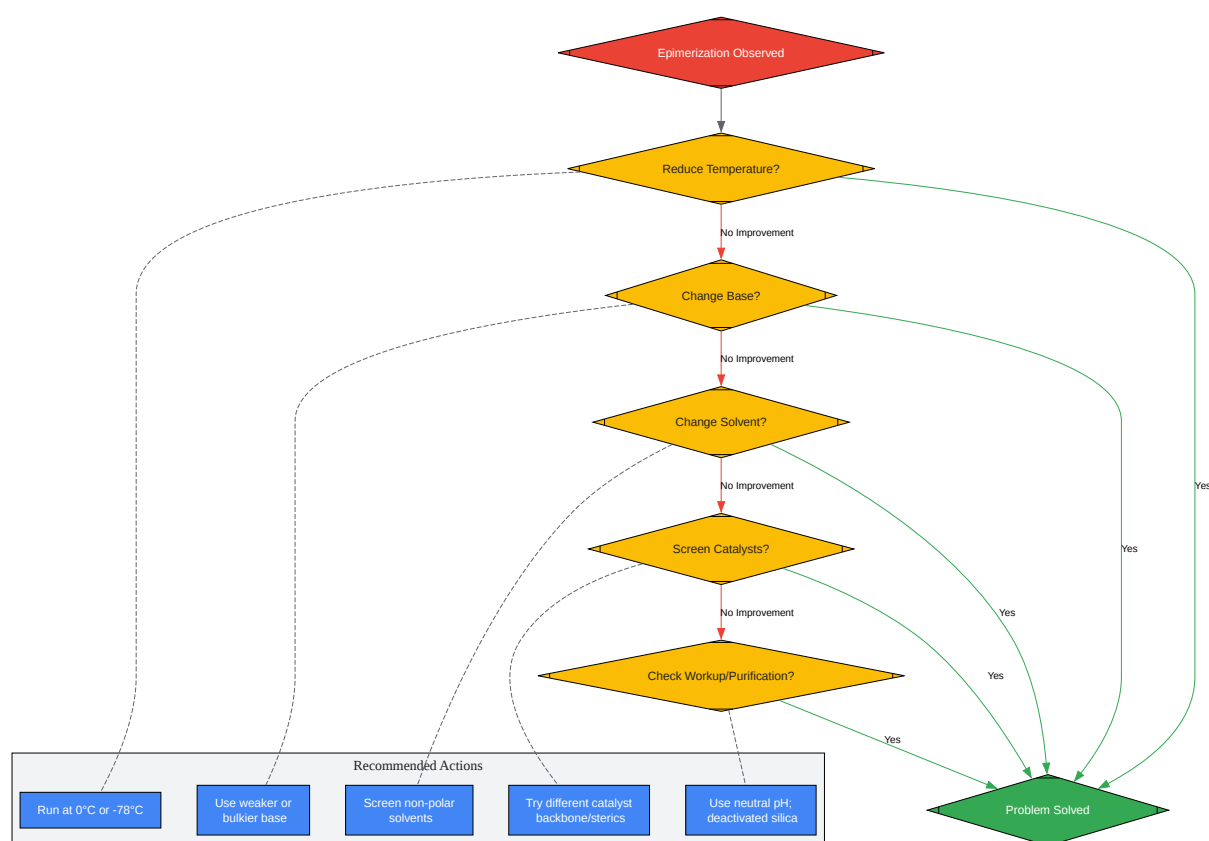 Epimerization Observed
Reduce Temperature?
No Improvement
Change Base?
No Improvement
Change Solvent?
No Improvement
Yes
Screen Catalysts?
Yes
No Improvement
Yes
Check Workup/Purification?
Yes
Yes
Recommended Actions
Run at 0°C or -78°C
Use weaker or
bulkier base
Screen non-polar
solvents
Try different catalyst
backbone/sterics
Use neutral pH;
deactivated silica
Problem Solved